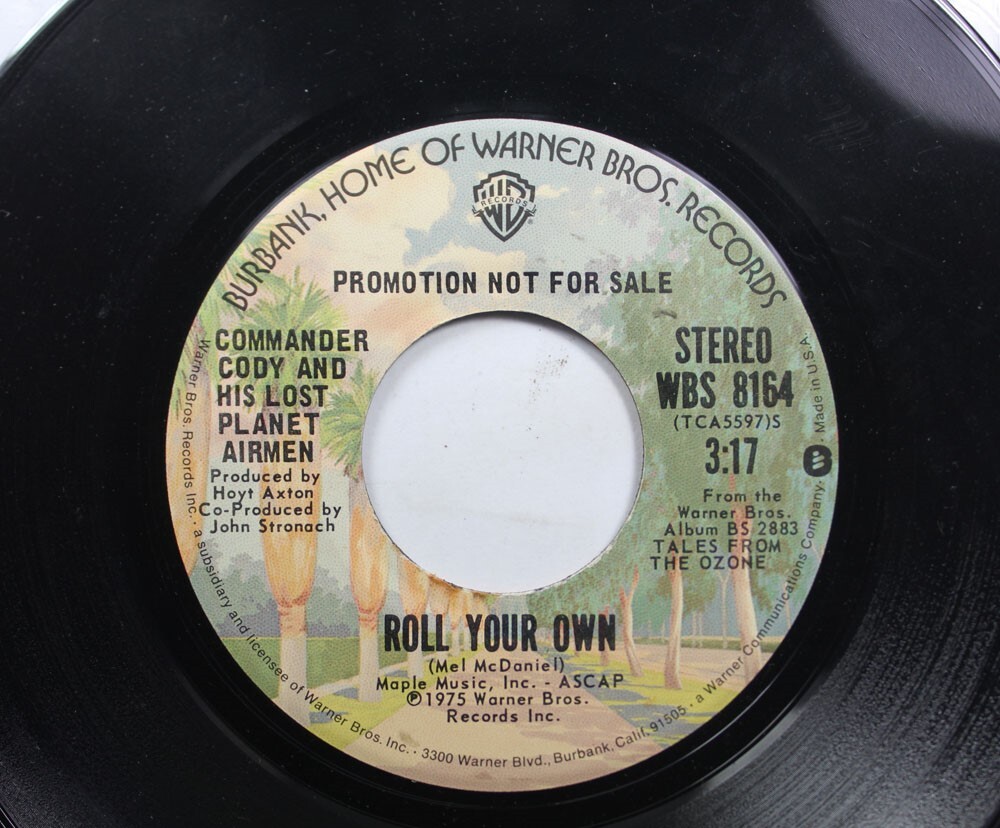 BURBANK, HOME OF WARNER BROS. RECORDS
W RECORDS ®
PROMOTION NOT FOR SALE
COMMANDER
CODY AND
HIS LOST
PLANET
AIRMEN
Produced by
Hoyt Axton
Co-Produced by
John Stronach
STEREO
WBS 8164
(TCA5597)S
3:17
From the
Warner Bros.
Album BS 2883
TALES FROM
THE OZONE
ROLL YOUR OWN
(Mel McDaniel)
Maple Music, Inc. - ASCAP
℗1975 Warner Bros.
Records Inc.
Warner Bros. Records Inc. · a subsidiary and licensee of Warner Bros. Inc. · 3300 Warner Blvd., Burbank, Calif. 91505 · a Warner Communications Company. · Made in U.S.A.